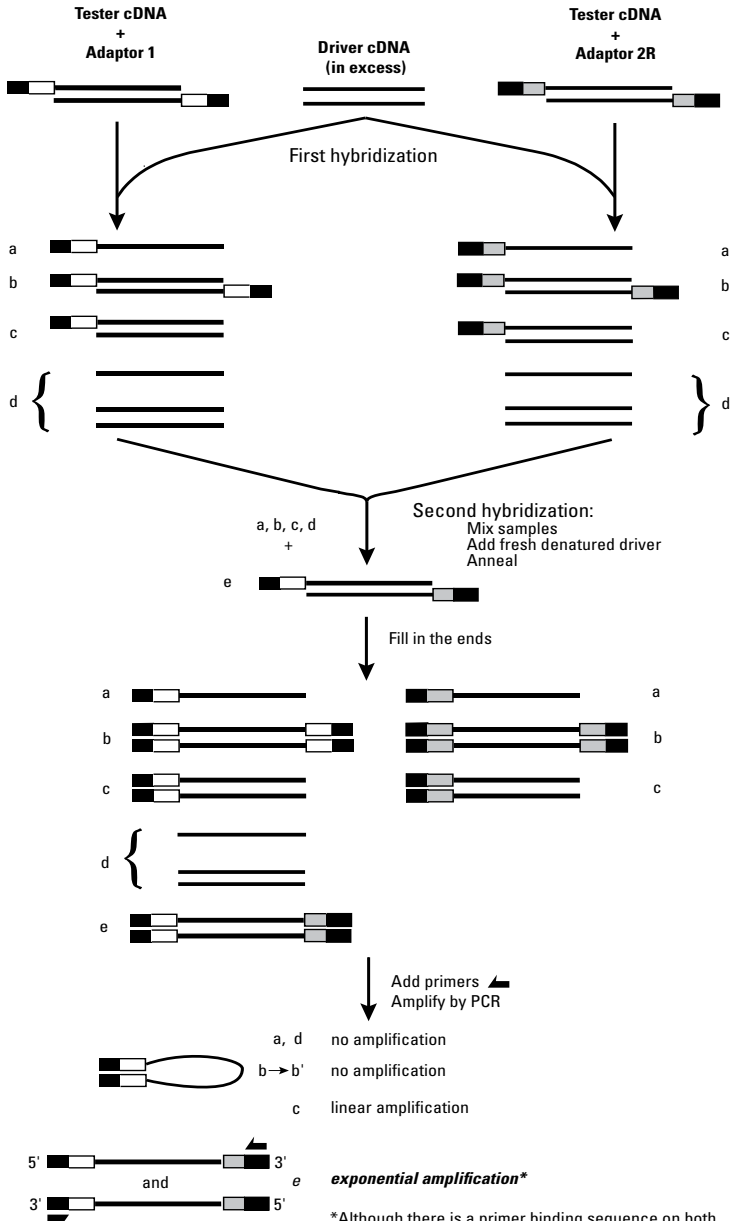 Tester cDNA
+
Adaptor 1
Driver cDNA
(in excess)
Tester cDNA
+
Adaptor 2R
First hybridization
a
a
b
b
c
c
d
d
a, b, c, d
+
Second hybridization:
Mix samples
Add fresh denatured driver
Anneal
e
Fill in the ends
a
a
b
b
c
c
d
e
Add primers
Amplify by PCR
a, d no amplification
b→b' no amplification
c linear amplification
5' 3'
and e exponential amplification*
3' 5'
*Although there is a primer binding sequence on both